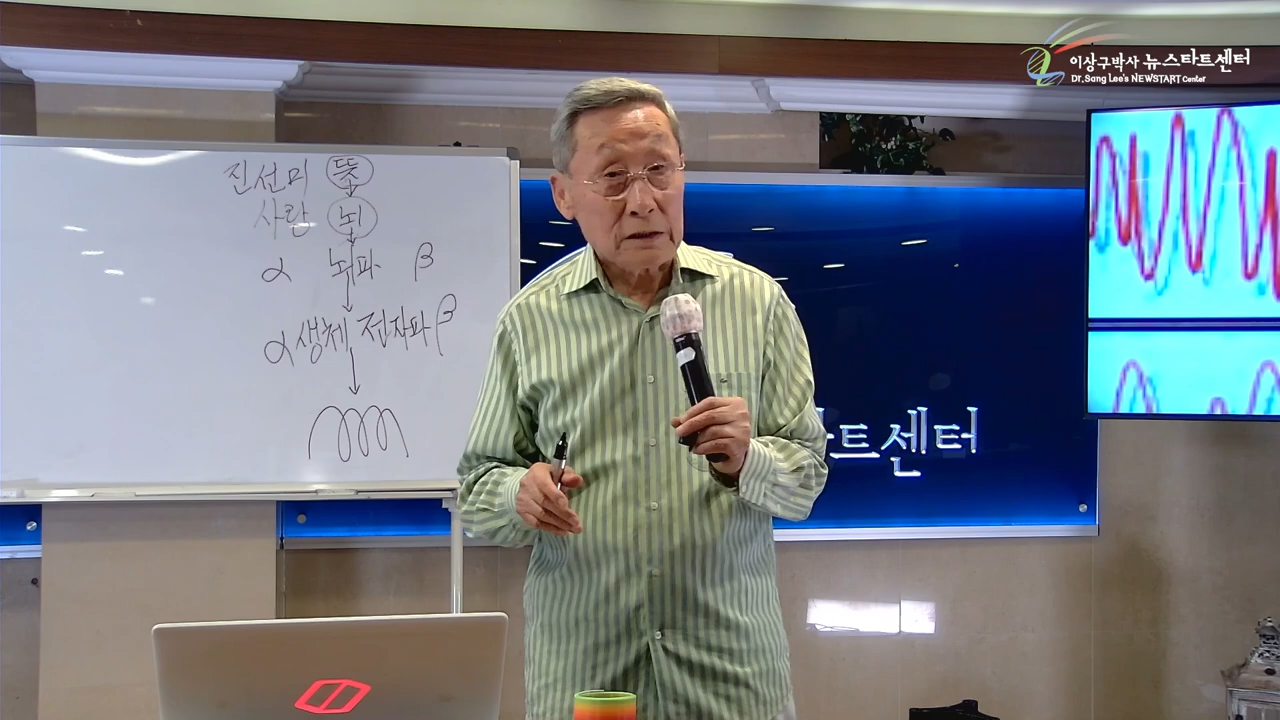 이상구박사 뉴스타트센터
Dr. Sang Lee's NEWSTART Center
진선미 뜻
사랑 뇌
α 뇌파 β
α 생체 전자파 β
트센터